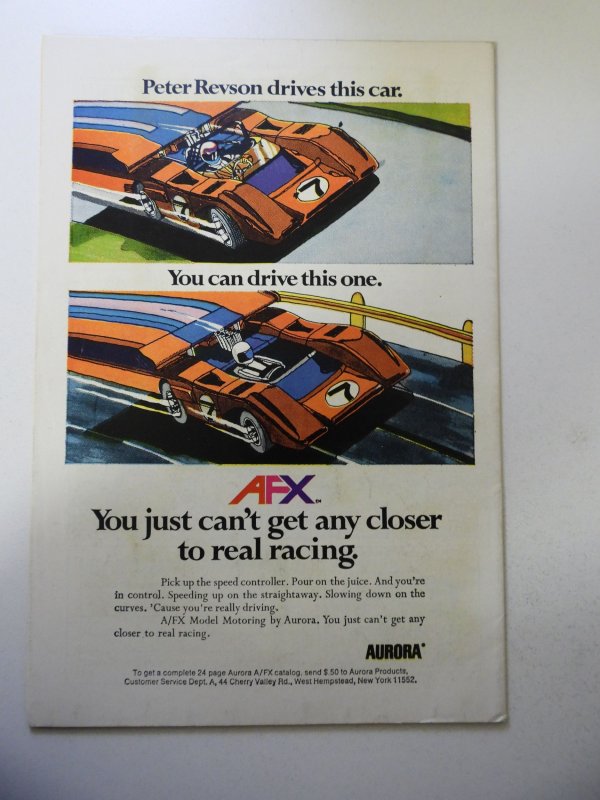 Peter Revson drives this car.
7
7
You can drive this one.
7
7
AFX TM
You just can't get any closer
to real racing.
Pick up the speed controller. Pour on the juice. And you're
in control. Speeding up on the straightaway. Slowing down on the
curves. 'Cause you're really driving.
A/FX Model Motoring by Aurora. You just can't get any
closer to real racing.
AURORA®
To get a complete 24 page Aurora A/FX catalog, send $.50 to Aurora Products,
Customer Service Dept. A, 44 Cherry Valley Rd., West Hempstead, New York 11552.